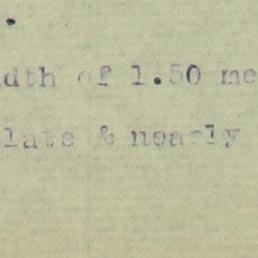 .
dth of 1.50 me
late & nearly